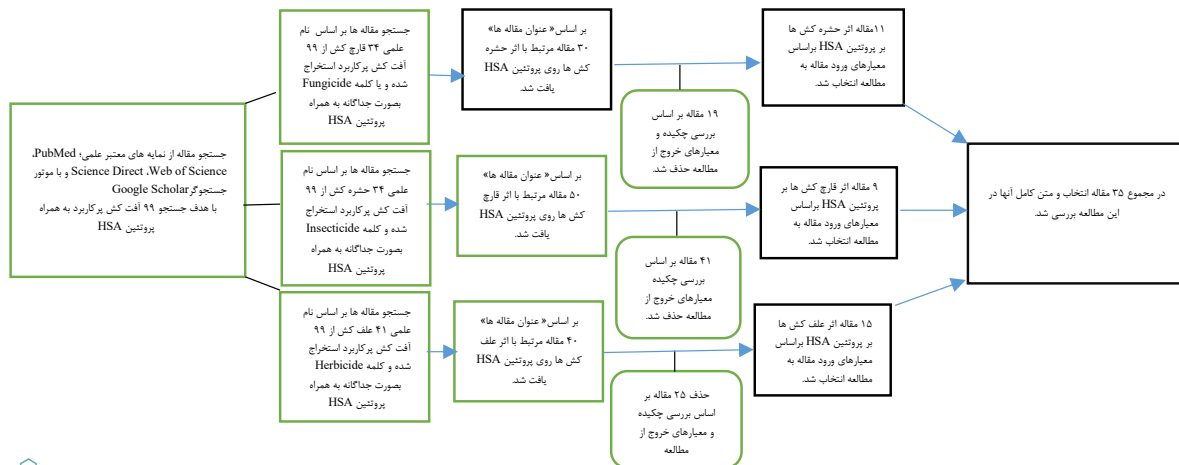 جستجو مقاله از نمایه های معتبر علمی؛ PubMed،
Science Direct ،Web of Science و با موتور
جستجوگر Google Scholar
با هدف جستجو ۹۹ آفت کش پرکاربرد به همراه
پروتئین HSA
جستجو مقاله ها بر اساس نام
علمی ۳۴ قارچ کش از ۹۹
آفت کش پرکاربرد استخراج
شده و یا کلمه Fungicide
بصورت جداگانه به همراه
پروتئین HSA
بر اساس« عنوان مقاله ها»
۳۰ مقاله مرتبط با اثر حشره
کش ها روی پروتئین HSA
یافت شد.
۱۹ مقاله بر اساس
بررسی چکیده و
معیارهای خروج از
مطالعه حذف شد.
۱۱مقاله اثر حشره کش ها
بر پروتئین HSA براساس
معیارهای ورود مقاله به
مطالعه انتخاب شد.
جستجو مقاله ها بر اساس نام
علمی ۳۴ حشره کش از ۹۹
آفت کش پرکاربرد استخراج
شده و کلمه Insecticide
بصورت جداگانه به همراه
پروتئین HSA
بر اساس« عنوان مقاله ها»
۵۰ مقاله مرتبط با اثر قارچ
کش ها روی پروتئین HSA
یافت شد.
۴۱ مقاله بر اساس
بررسی چکیده
معیارهای خروج از
مطالعه حذف شد.
۹ مقاله اثر قارچ کش ها بر
پروتئین HSA براساس
معیارهای ورود مقاله به
مطالعه انتخاب شد.
جستجو مقاله ها بر اساس نام
علمی ۴۱ علف کش از ۹۹
آفت کش پرکاربرد استخراج
شده و کلمه Herbicide
بصورت جداگانه به همراه
پروتئین HSA
بر اساس« عنوان مقاله ها»
۴۰ مقاله مرتبط با اثر علف
کش ها روی پروتئین HSA
یافت شد.
حذف ۲۵ مقاله بر
اساس بررسی چکیده
و معیارهای خروج از
مطالعه
۱۵ مقاله اثر علف کش ها
بر پروتئین HSA براساس
معیارهای ورود مقاله به
مطالعه انتخاب شد.
در مجموع ۳۵ مقاله انتخاب و متن کامل آنها در
این مطالعه بررسی شد.